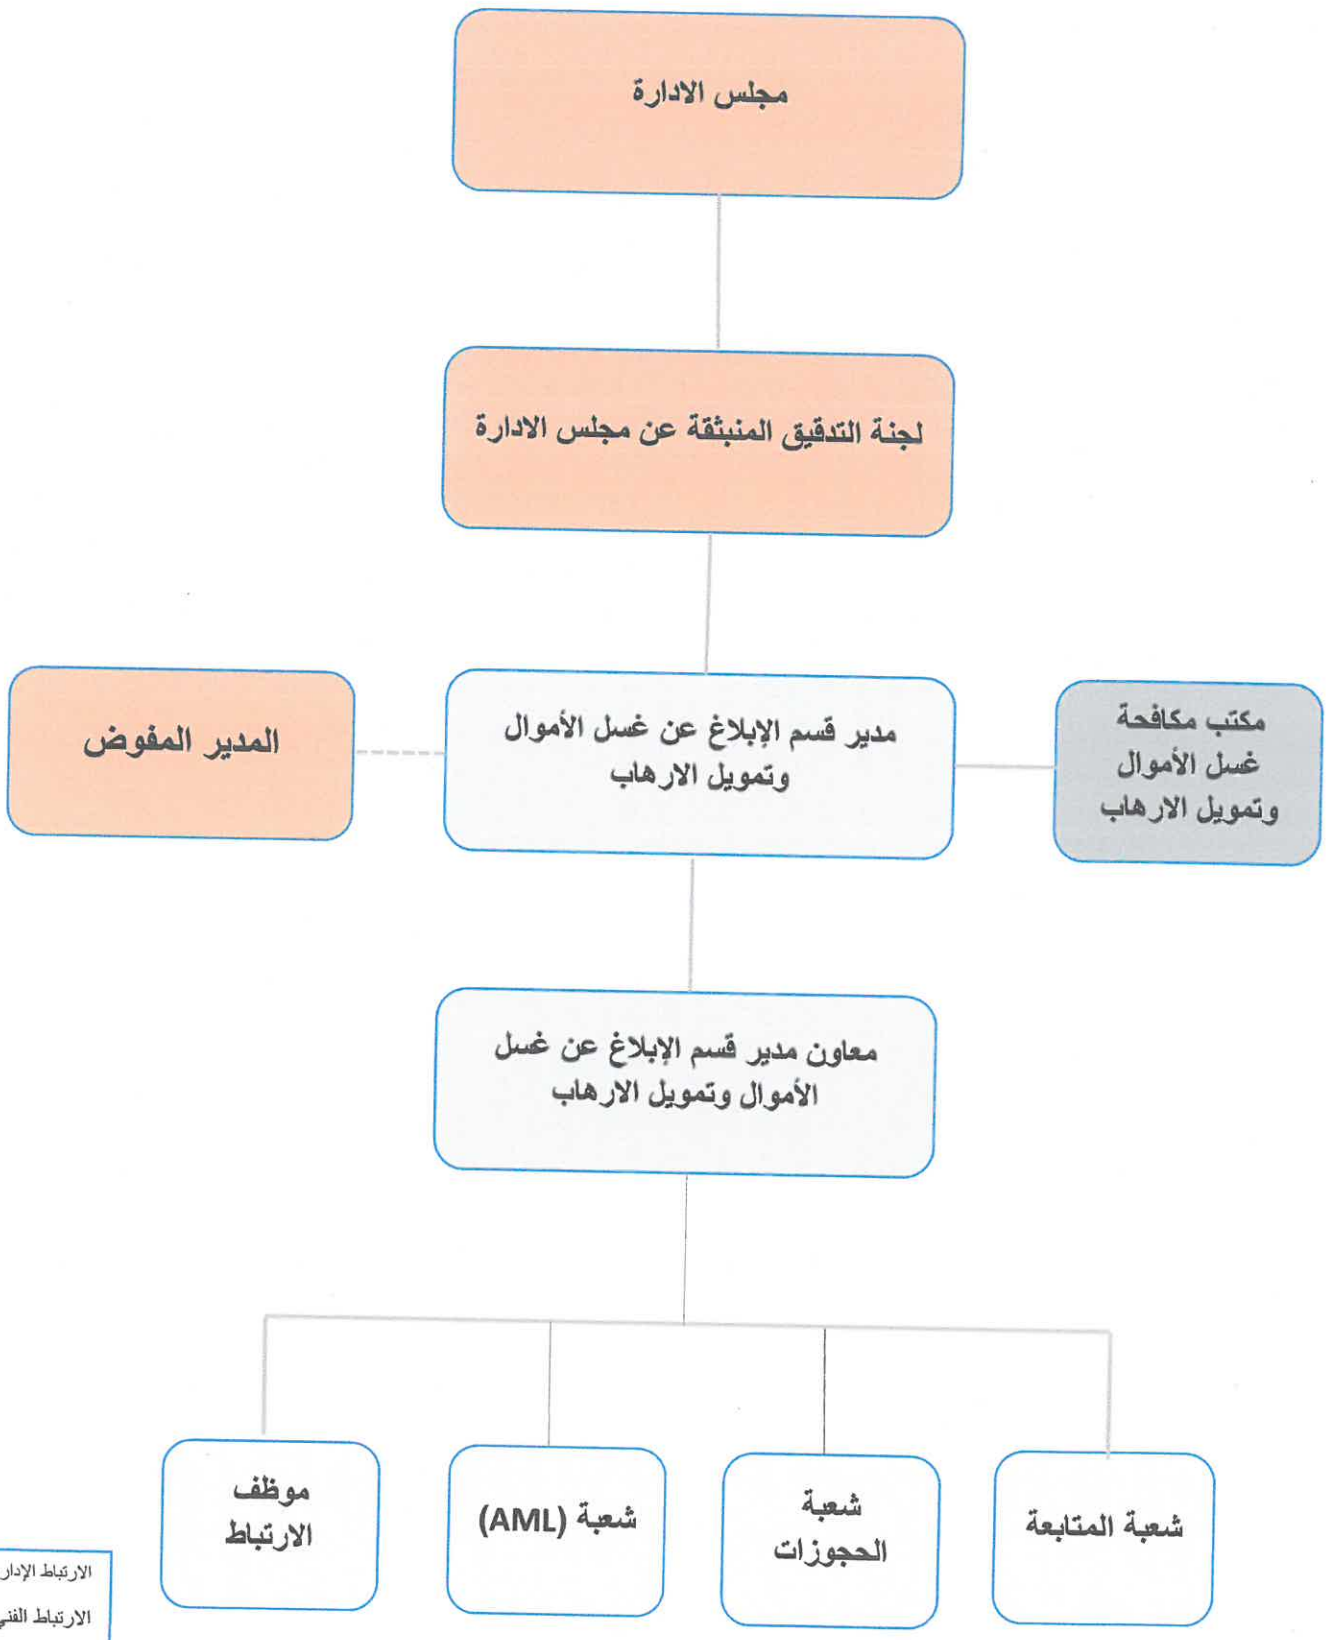 مجلس الادارة
لجنة التدقيق المنبثقة عن مجلس الادارة
مكتب مكافحة
غسل الأموال
وتمويل الارهاب
مدير قسم الإبلاغ عن غسل الأموال
وتمويل الارهاب
المدير المفوض
معاون مدير قسم الإبلاغ عن غسل
الأموال وتمويل الارهاب
شعبة المتابعة
شعبة
الحجوزات
شعبة (AML)
موظف
الارتباط
الارتباط الإدار
الارتباط الفني